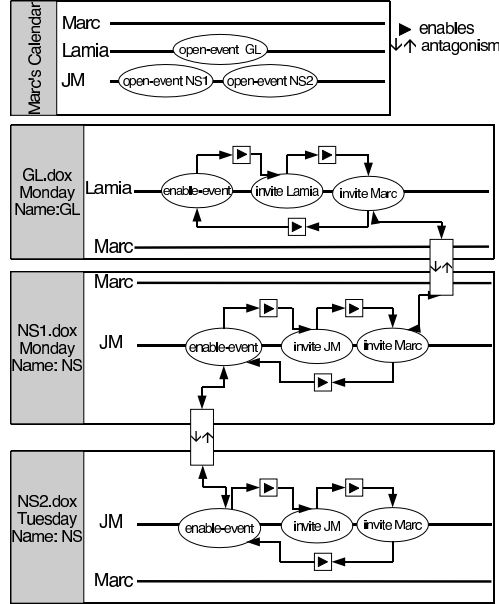 Marc's Calendar
Marc
Lamia
open-event GL
JM
open-event NS1
open-event NS2
enables
antagonism
GL.dox
Monday
Name:GL
Lamia
enable-event
invite Lamia
invite Marc
Marc
NS1.dox
Monday
Name: NS
Marc
JM
enable-event
invite JM
invite Marc
NS2.dox
Tuesday
Name: NS
JM
enable-event
invite JM
invite Marc
Marc